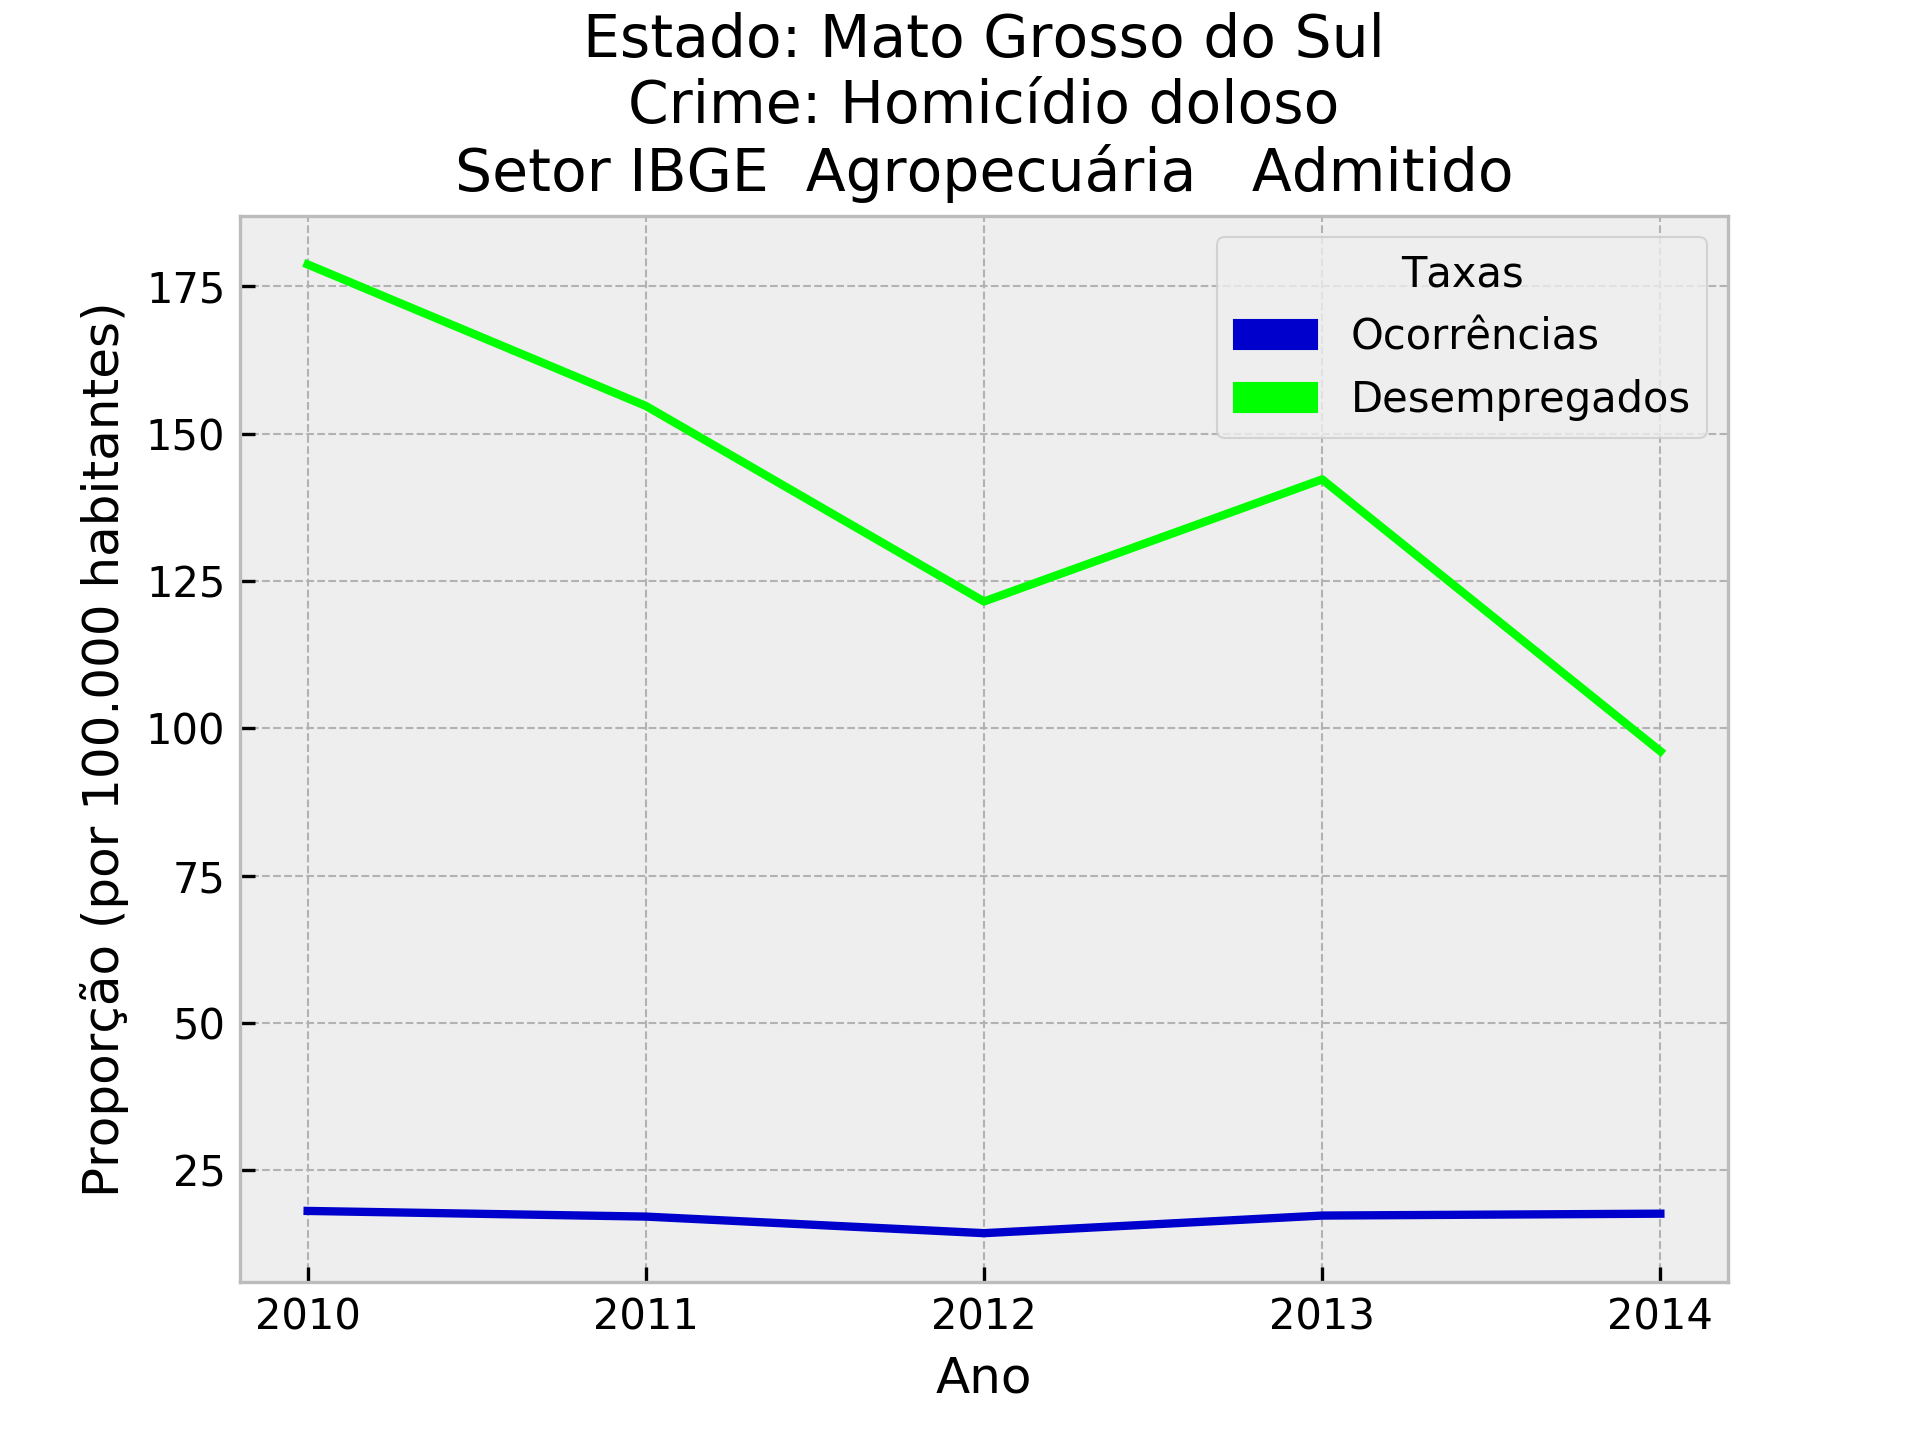 Estado: Mato Grosso do Sul
Crime: Homicídio doloso
Setor IBGE  Agropecuária   Admitido
Proporção (por 100.000 habitantes)
175
150
125
100
75
50
25
Taxas
Ocorrências
Desempregados
2010 2011 2012 2013 2014
Ano